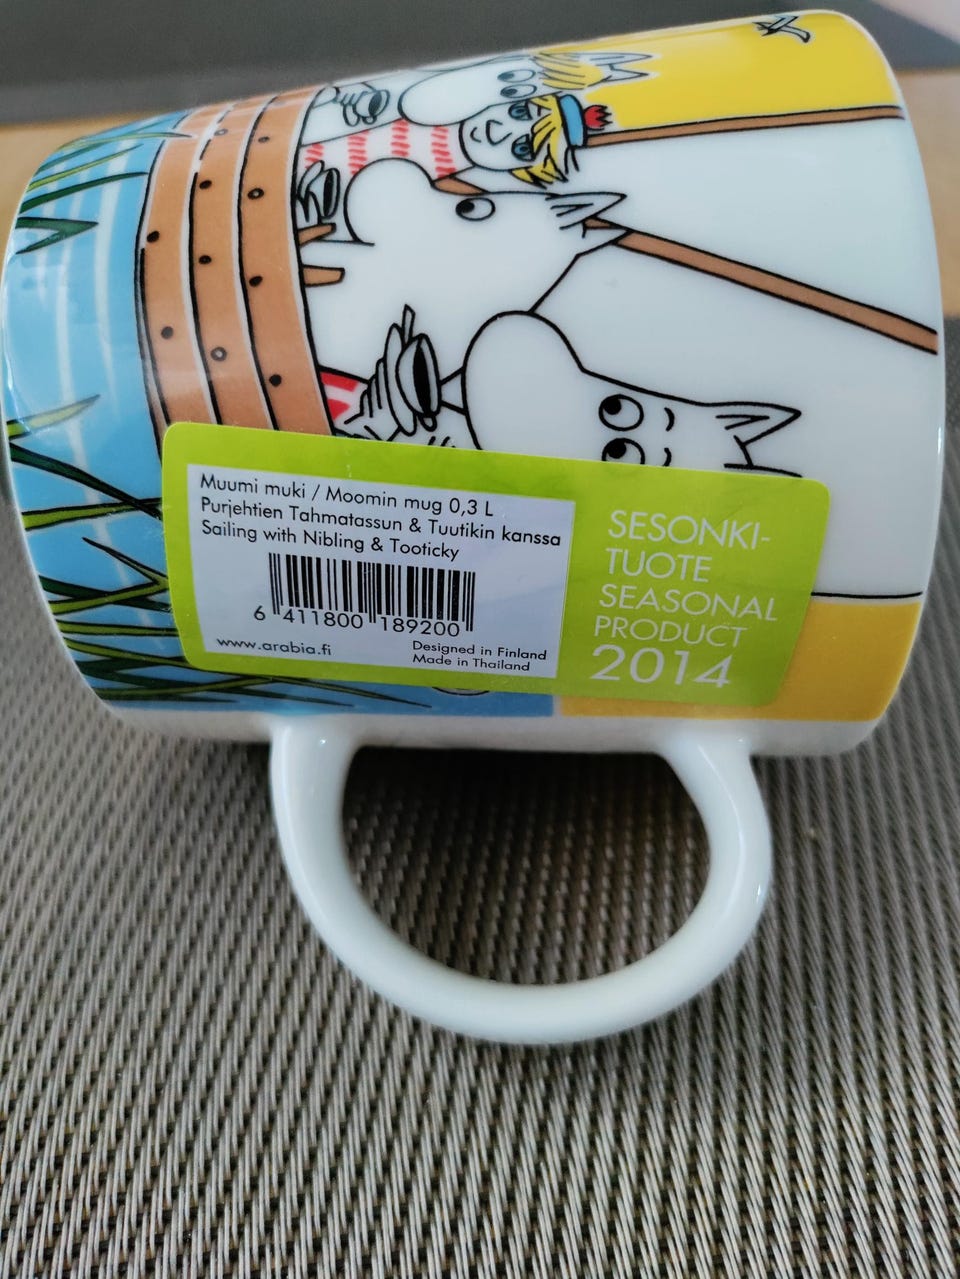 Muumi muki / Moomin mug 0,3 L
Purjehtien Tahmatassun & Tuutikin kanssa
Sailing with Nibling & Tooticky
6 411800 189200
www.arabia.fi
Designed in Finland
Made in Thailand
SESONKI-
TUOTE
SEASONAL
PRODUCT
2014